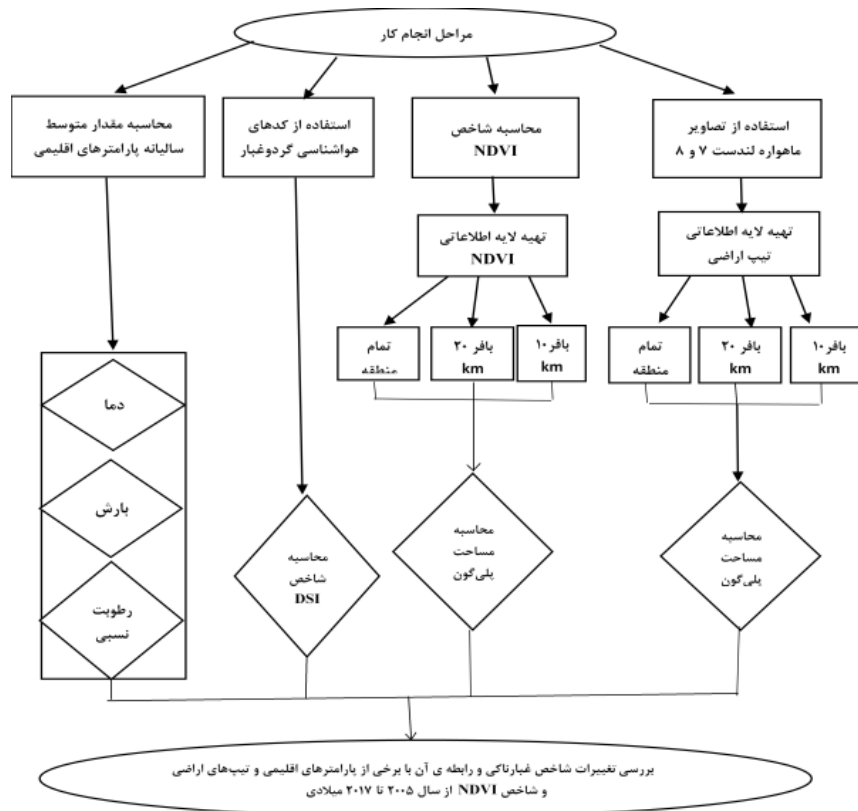 مراحل انجام کار
استفاده از تصاویر
ماهواره لندست ۷ و ۸
محاسبه شاخص
NDVI
استفاده از کدهای
هواشناسی گردوغبار
محاسبه مقدار متوسط
سالیانه پارامترهای اقلیمی
تهیه لایه اطلاعاتی
تیپ اراضی
تهیه لایه اطلاعاتی
NDVI
بافر ۱۰
km
بافر ۲۰
km
تمام
منطقه
بافر ۱۰
km
بافر ۲۰
km
تمام
منطقه
محاسبه
مساحت
پلی‌گون
محاسبه
مساحت
پلی‌گون
محاسبه
شاخص
DSI
دما
بارش
رطوبت
نسبی
بررسی تغییرات شاخص غبارناکی و رابطه ی آن با برخی از پارامترهای اقلیمی و تیپ‌های اراضی
و شاخص NDVI از سال ۲۰۰۵ تا ۲۰۱۷ میلادی